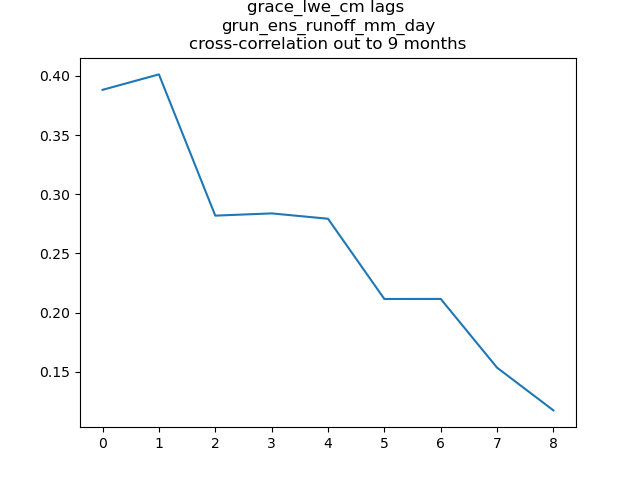 grace_lwe_cm lags
grun_ens_runoff_mm_day
cross-correlation out to 9 months
0.40
0.35
0.30
0.25
0.20
0.15
0 1 2 3 4 5 6 7 8